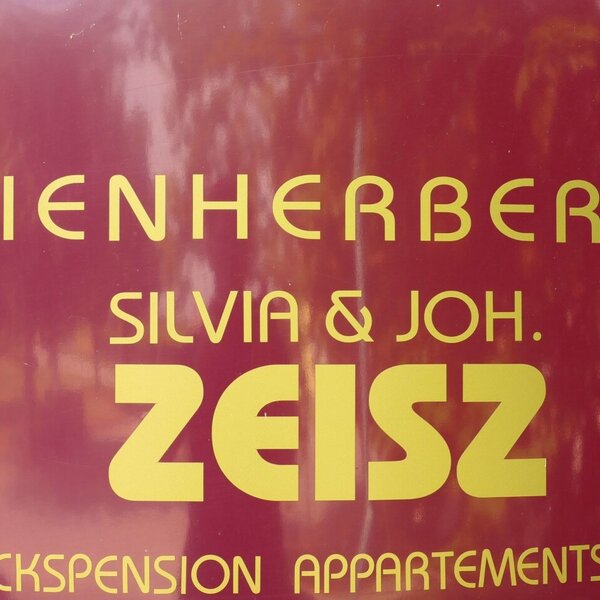 IENHERBER
SILVIA & JOH.
ZEISZ
CKSPENSION APPARTEMENTS